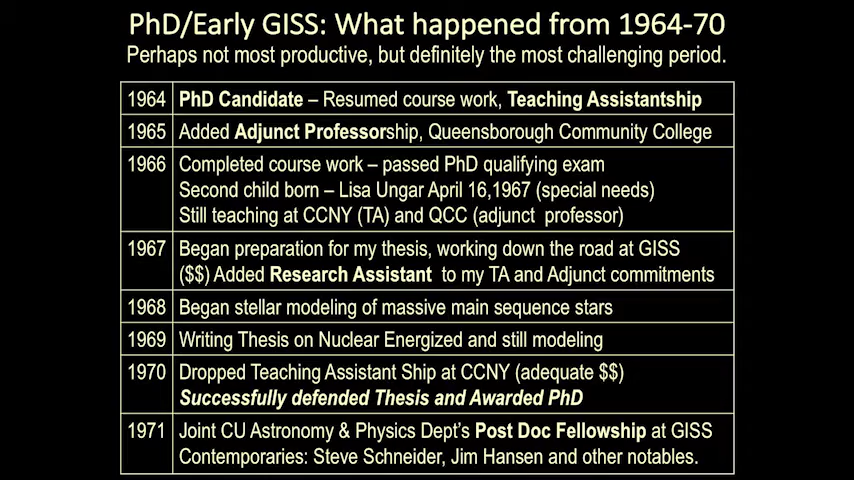 PhD/Early GISS: What happened from 1964-70
Perhaps not most productive, but definitely the most challenging period.
1964 PhD Candidate – Resumed course work, Teaching Assistantship
1965 Added Adjunct Professorship, Queensborough Community College
1966 Completed course work – passed PhD qualifying exam
Second child born – Lisa Ungar April 16,1967 (special needs)
Still teaching at CCNY (TA) and QCC (adjunct professor)
1967 Began preparation for my thesis, working down the road at GISS
($$) Added Research Assistant to my TA and Adjunct commitments
1968 Began stellar modeling of massive main sequence stars
1969 Writing Thesis on Nuclear Energized and still modeling
1970 Dropped Teaching Assistant Ship at CCNY (adequate $$)
Successfully defended Thesis and Awarded PhD
1971 Joint CU Astronomy & Physics Dept's Post Doc Fellowship at GISS
Contemporaries: Steve Schneider, Jim Hansen and other notables.